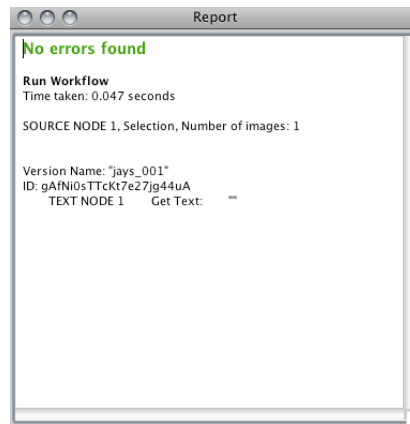 Report
No errors found
Run Workflow
Time taken: 0.047 seconds
SOURCE NODE 1, Selection, Number of images: 1
Version Name: "jays_001"
ID: gAfNi0sTTcKt7e27jg44uA
TEXT NODE 1 Get Text: ""